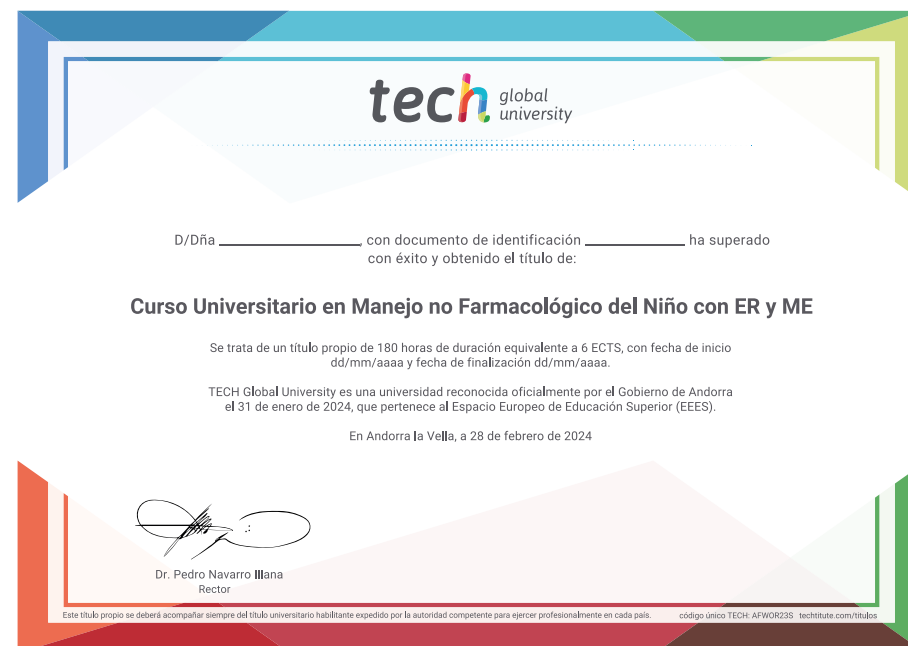 tech global university
D/Dña ____________________, con documento de identificación ______________ ha superado
con éxito y obtenido el título de:
Curso Universitario en Manejo no Farmacológico del Niño con ER y ME
Se trata de un título propio de 180 horas de duración equivalente a 6 ECTS, con fecha de inicio
dd/mm/aaaa y fecha de finalización dd/mm/aaaa.
TECH Global University es una universidad reconocida oficialmente por el Gobierno de Andorra
el 31 de enero de 2024, que pertenece al Espacio Europeo de Educación Superior (EEES).
En Andorra la Vella, a 28 de febrero de 2024
Dr. Pedro Navarro Illana
Rector
Este título propio se deberá acompañar siempre del título universitario habilitante expedido por la autoridad competente para ejercer profesionalmente en cada país. código único TECH: AFWOR23S techtitute.com/titulos